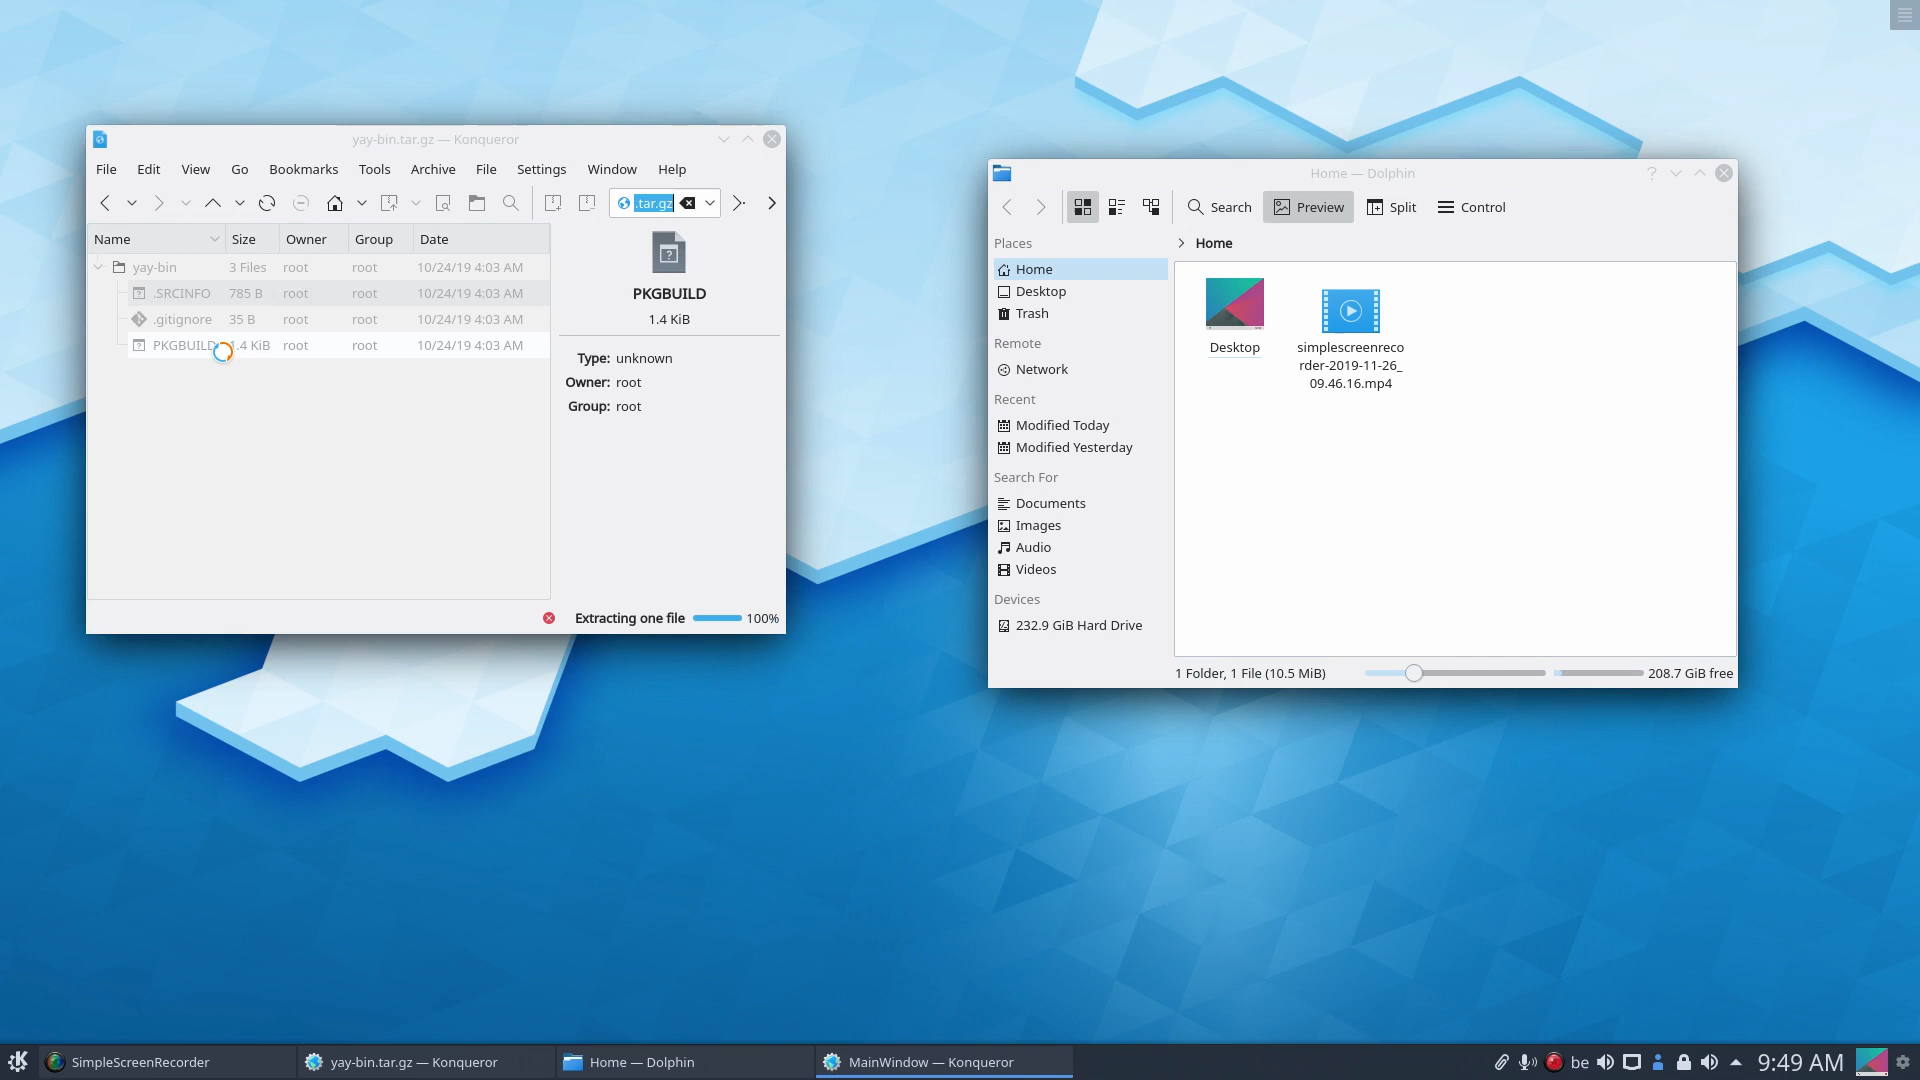 yay-bin.tar.gz — Konqueror
File Edit View Go Bookmarks Tools Archive File Settings Window Help
.tar.gz
Name Size Owner Group Date
yay-bin 3 Files root root 10/24/19 4:03 AM
.SRCINFO 785 B root root 10/24/19 4:03 AM
.gitignore 35 B root root 10/24/19 4:03 AM
PKGBUILD 1.4 KiB root root 10/24/19 4:03 AM
PKGBUILD
1.4 KiB
Type: unknown
Owner: root
Group: root
Extracting one file 100%
Home — Dolphin
Search Preview Split Control
Places
Home
Desktop
Trash
Remote
Network
Recent
Modified Today
Modified Yesterday
Search For
Documents
Images
Audio
Videos
Devices
232.9 GiB Hard Drive
Home
Desktop
simplescreenreco
rder-2019-11-26_
09.46.16.mp4
1 Folder, 1 File (10.5 MiB) 208.7 GiB free
SimpleScreenRecorder yay-bin.tar.gz — Konqueror Home — Dolphin MainWindow — Konqueror be 9:49 AM